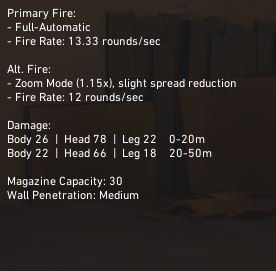 Primary Fire:
- Full-Automatic
- Fire Rate: 13.33 rounds/sec
Alt. Fire:
- Zoom Mode (1.15x), slight spread reduction
- Fire Rate: 12 rounds/sec
Damage:
Body 26 | Head 78 | Leg 22 0-20m
Body 22 | Head 66 | Leg 18 20-50m
Magazine Capacity: 30
Wall Penetration: Medium